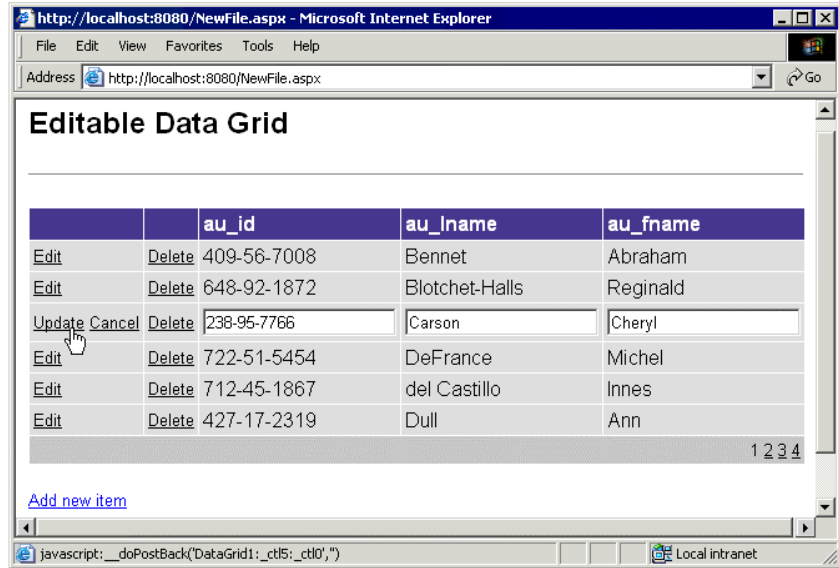 http://localhost:8080/NewFile.aspx - Microsoft Internet Explorer
File Edit View Favorites Tools Help
Address http://localhost:8080/NewFile.aspx Go
Editable Data Grid
au_id au_lname au_fname
Edit Delete 409-56-7008 Bennet Abraham
Edit Delete 648-92-1872 Blotchet-Halls Reginald
Update Cancel Delete 238-95-7766 Carson Cheryl
Edit Delete 722-51-5454 DeFrance Michel
Edit Delete 712-45-1867 del Castillo Innes
Edit Delete 427-17-2319 Dull Ann
1 2 3 4
Add new item
javascript:__doPostBack('DataGrid1:_ctl5:_ctl0','') Local intranet